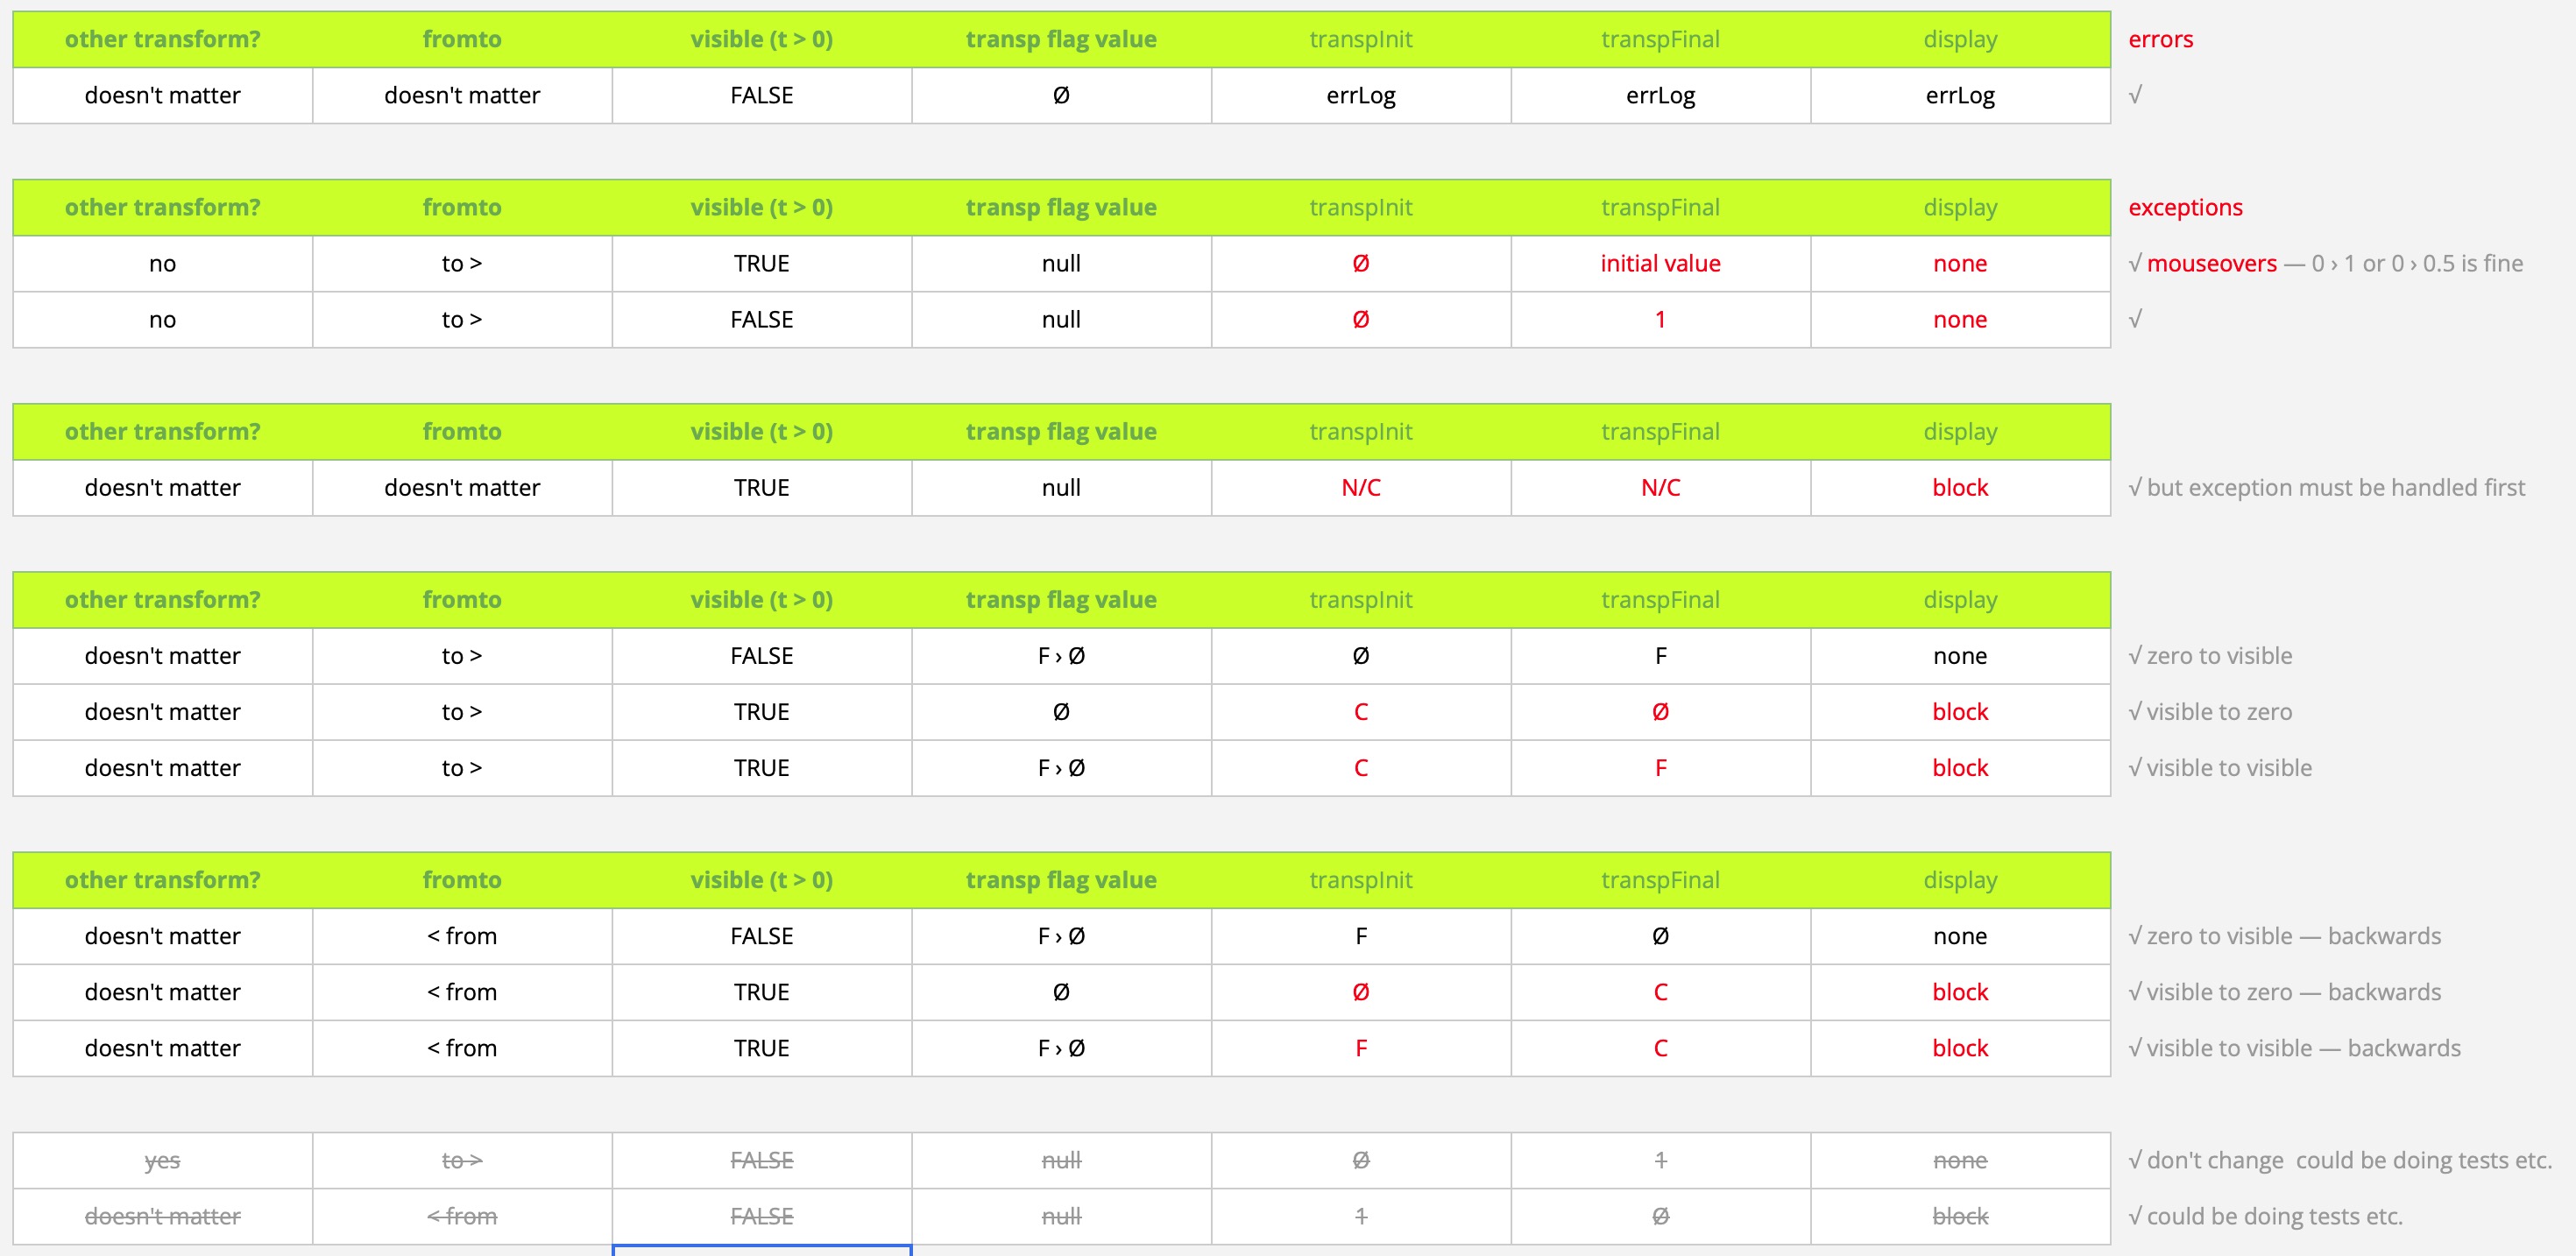 other transform? fromto visible (t > 0) transp flag value transpInit transpFinal display errors
doesn't matter doesn't matter FALSE Ø errLog errLog errLog √
other transform? fromto visible (t > 0) transp flag value transpInit transpFinal display exceptions
no to > TRUE null Ø initial value none √ mouseovers — 0 › 1 or 0 › 0.5 is fine
no to > FALSE null Ø 1 none √
other transform? fromto visible (t > 0) transp flag value transpInit transpFinal display
doesn't matter doesn't matter TRUE null N/C N/C block √ but exception must be handled first
other transform? fromto visible (t > 0) transp flag value transpInit transpFinal display
doesn't matter to > FALSE F › Ø Ø F none √ zero to visible
doesn't matter to > TRUE Ø C Ø block √ visible to zero
doesn't matter to > TRUE F › Ø C F block √ visible to visible
other transform? fromto visible (t > 0) transp flag value transpInit transpFinal display
doesn't matter < from FALSE F › Ø F Ø none √ zero to visible — backwards
doesn't matter < from TRUE Ø Ø C block √ visible to zero — backwards
doesn't matter < from TRUE F › Ø F C block √ visible to visible — backwards
yes to > FALSE null Ø 1 none √ don't change could be doing tests etc.
doesn't matter < from FALSE null 1 Ø block √ could be doing tests etc.